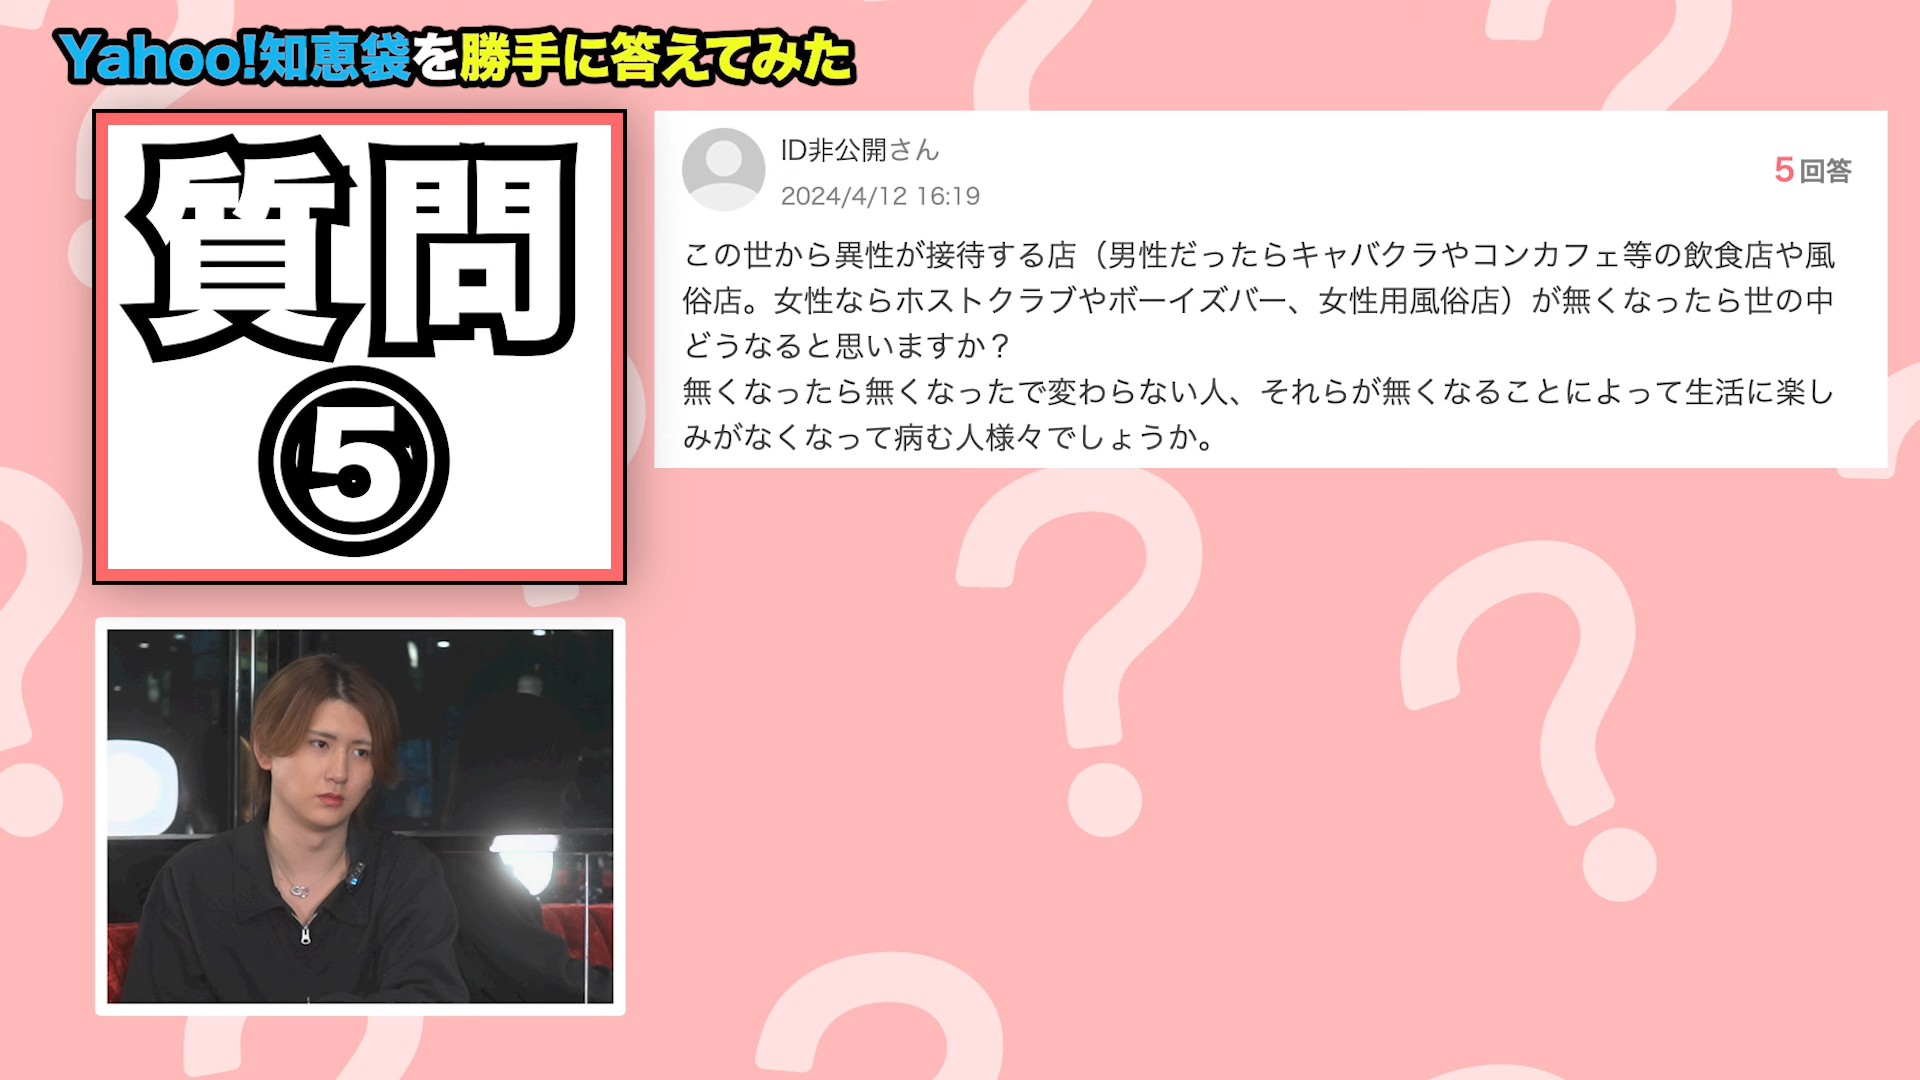 Yahoo!知恵袋を勝手に答えてみた
質問
⑤
ID非公開さん
2024/4/12 16:19
5回答
この世から異性が接待する店（男性だったらキャバクラやコンカフェ等の飲食店や風
俗店。女性ならホストクラブやボーイズバー、女性用風俗店）が無くなったら世の中
どうなると思いますか？
無くなったら無くなったで変わらない人、それらが無くなることによって生活に楽し
みがなくなって病む人様々でしょうか。